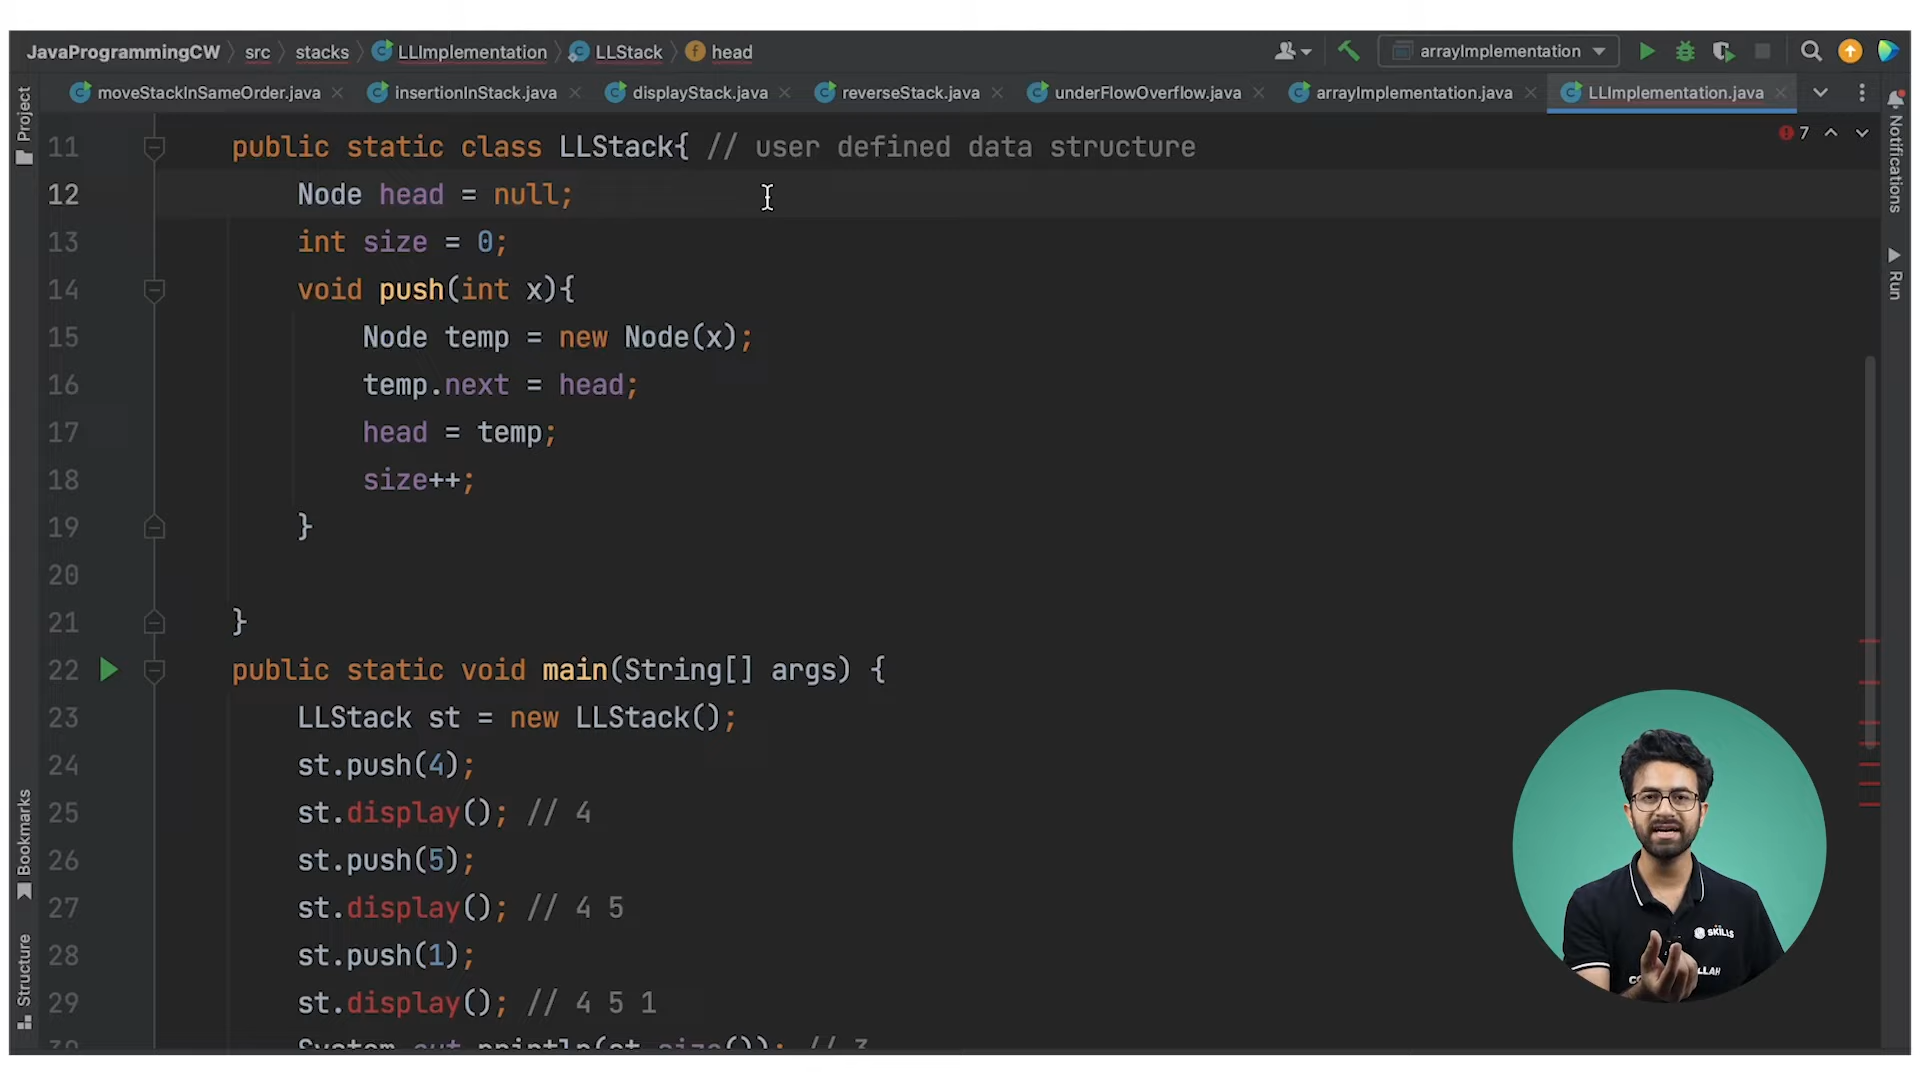 JavaProgrammingCW src stacks LLImplementation LLStack head
arrayImplementation
moveStackInSameOrder.java insertionInStack.java displayStack.java reverseStack.java underFlowOverflow.java arrayImplementation.java LLImplementation.java
Project
Notifications
Run
Bookmarks
Structure
7
11 public static class LLStack{ // user defined data structure
12 Node head = null;
13 int size = 0;
14 void push(int x){
15 Node temp = new Node(x);
16 temp.next = head;
17 head = temp;
18 size++;
19 }
20
21 }
22 public static void main(String[] args) {
23 LLStack st = new LLStack();
24 st.push(4);
25 st.display(); // 4
26 st.push(5);
27 st.display(); // 4 5
28 st.push(1);
29 st.display(); // 4 5 1
30 System.out.println(st.size()); // 3
SKILLS